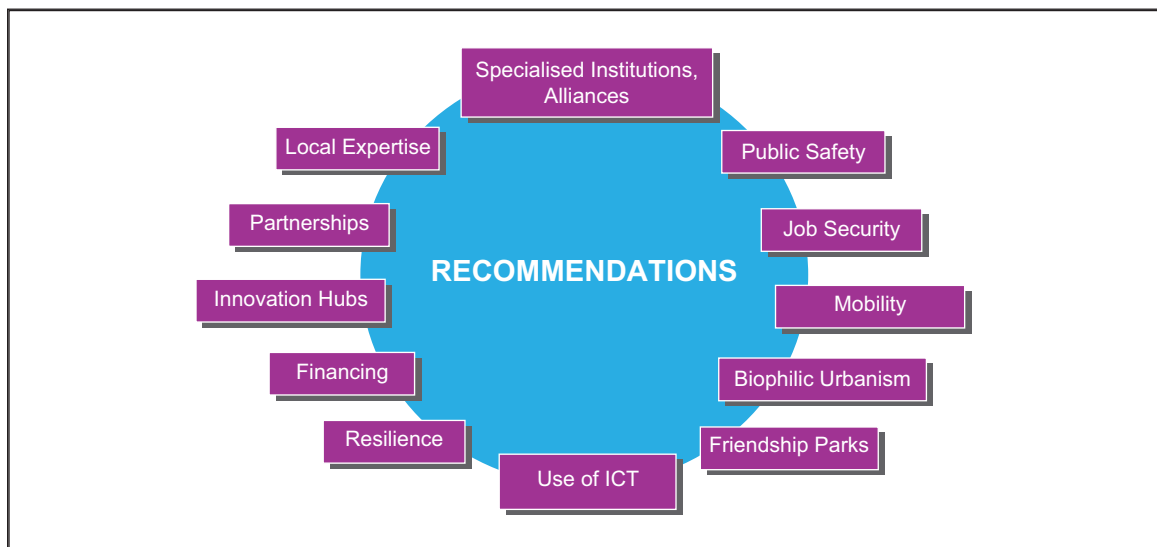 Specialised Institutions,
Alliances
Local Expertise
Public Safety
Partnerships
Job Security
RECOMMENDATIONS
Innovation Hubs
Mobility
Financing
Biophilic Urbanism
Resilience
Friendship Parks
Use of ICT